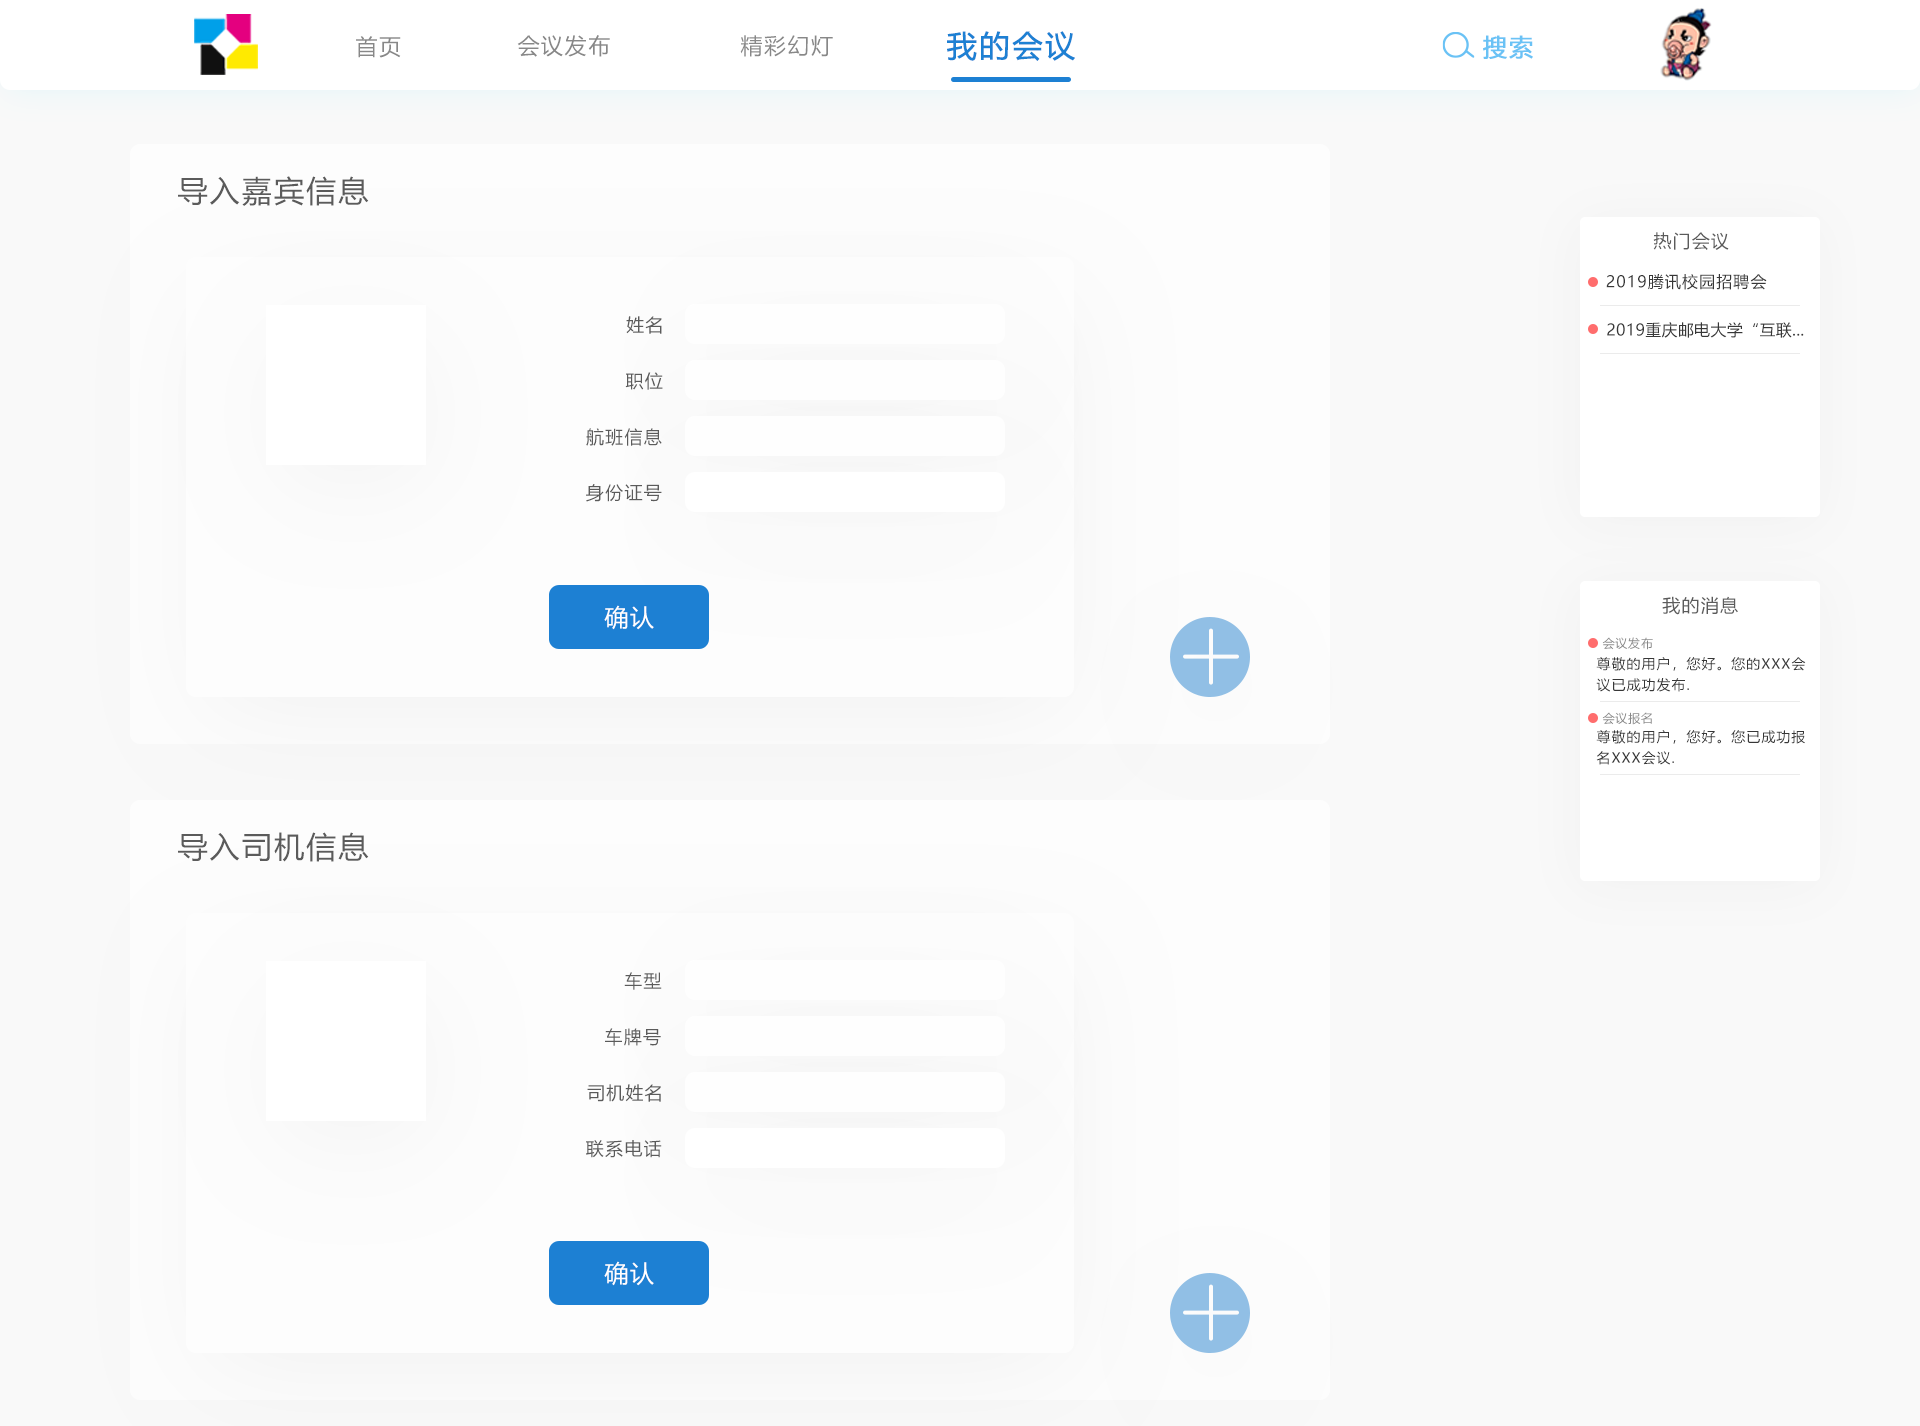 首页
会议发布
精彩幻灯
我的会议
搜索
导入嘉宾信息
姓名
职位
航班信息
身份证号
确认
导入司机信息
车型
车牌号
司机姓名
联系电话
确认
热门会议
2019腾讯校园招聘会
2019重庆邮电大学“互联...
我的消息
会议发布
尊敬的用户，您好。您的XXX会
议已成功发布.
会议报名
尊敬的用户，您好。您已成功报
名XXX会议.